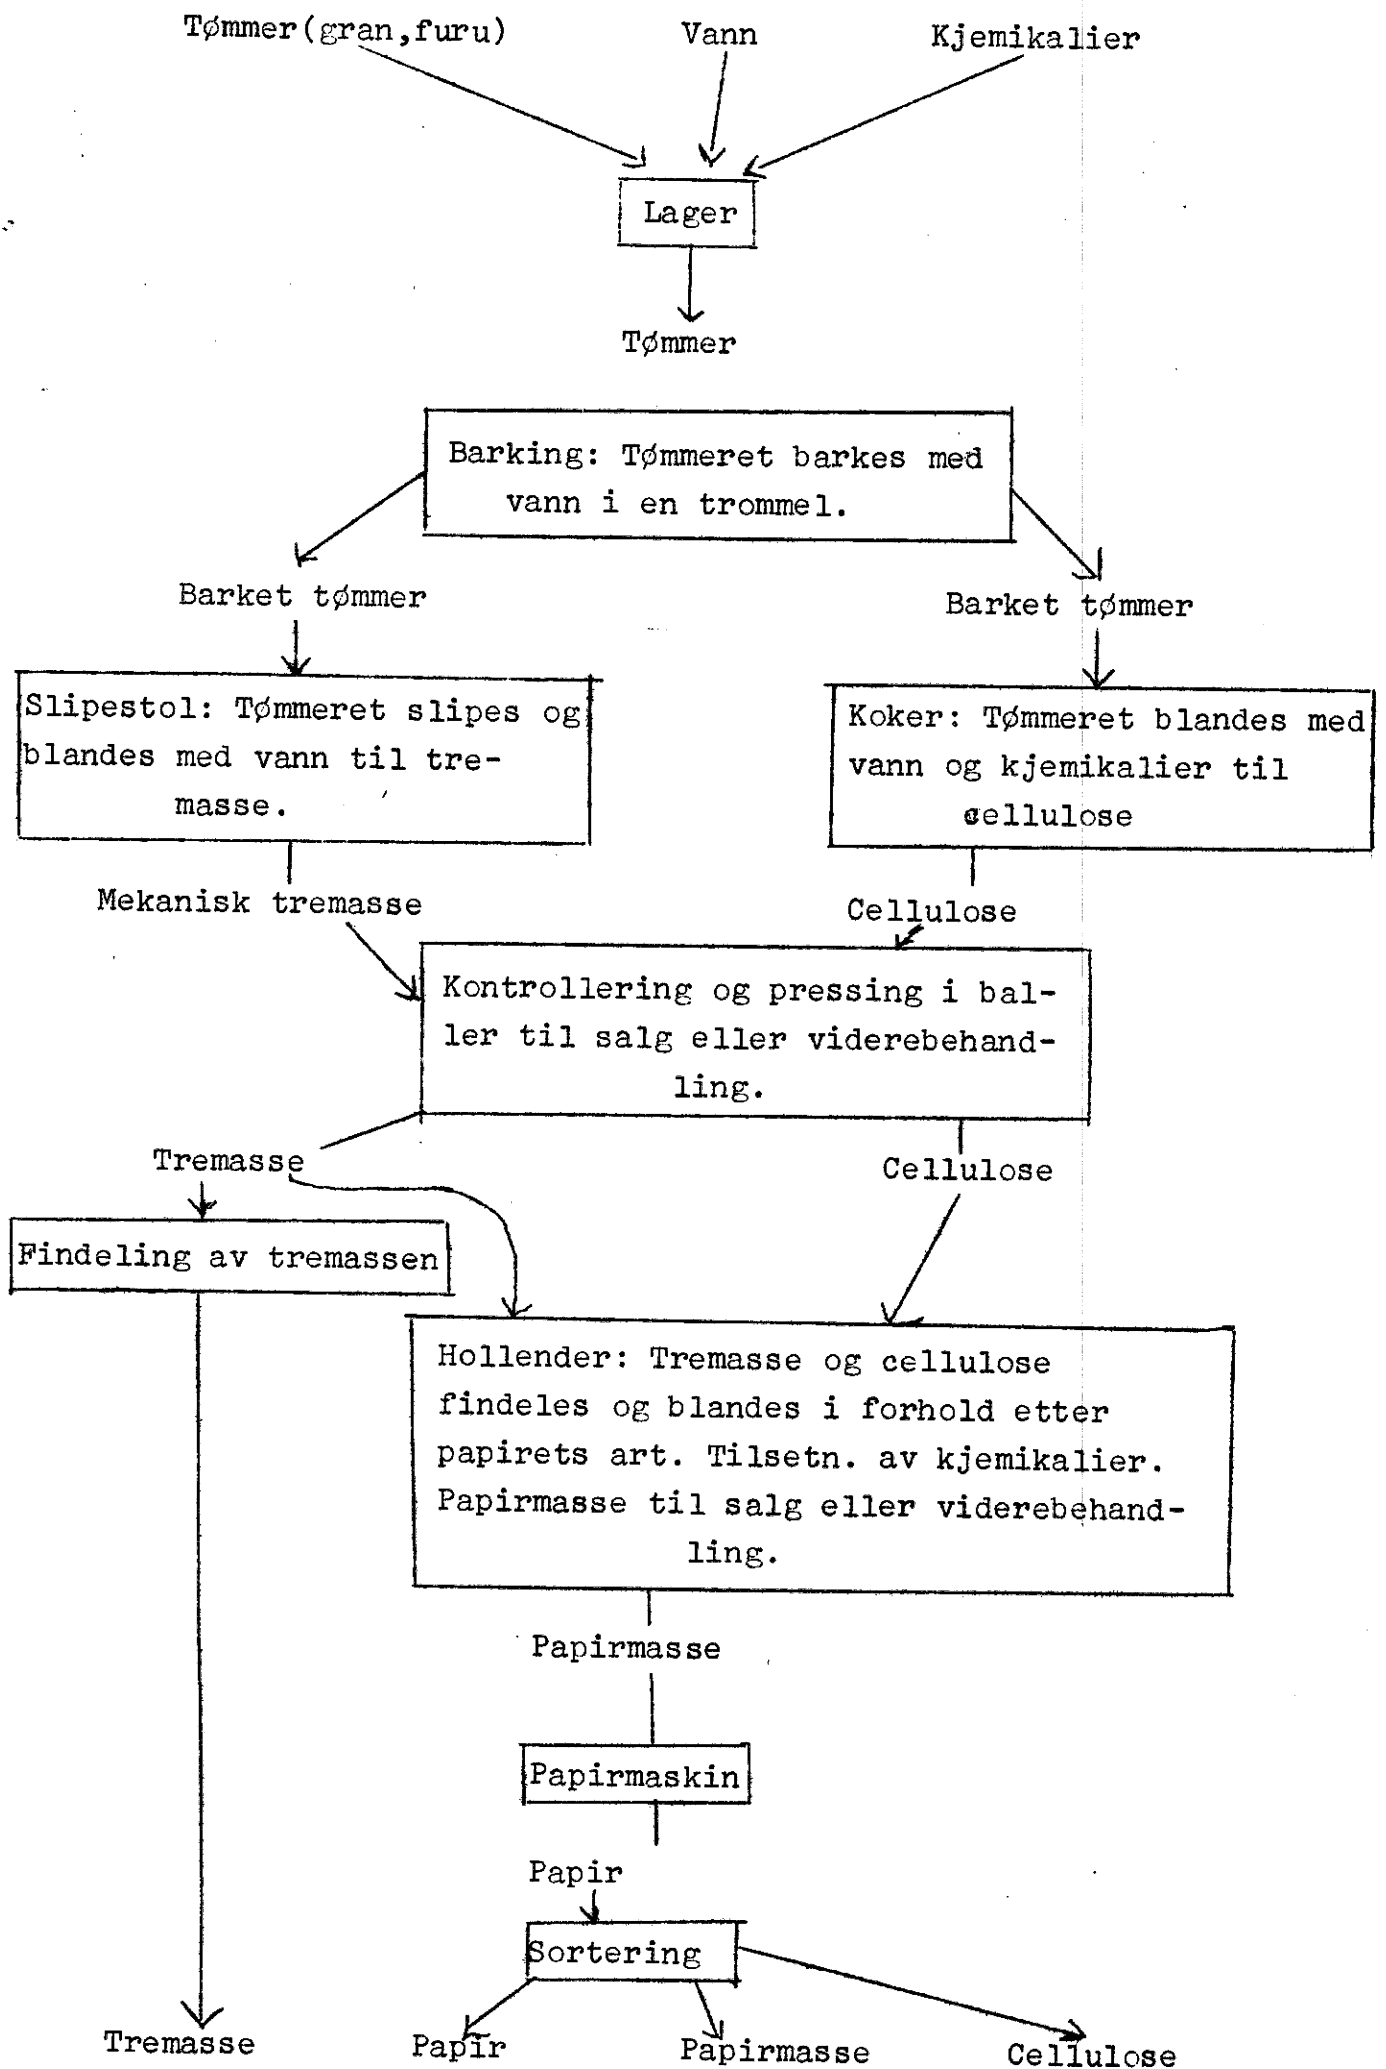 Tømmer(gran,furu)
Vann
Kjemikalier
Lager
Tømmer
Barking: Tømmeret barkes med
vann i en trommel.
Barket tømmer
Barket tømmer
Slipestol: Tømmeret slipes og
blandes med vann til tre-
masse.
Koker: Tømmeret blandes med
vann og kjemikalier til
cellulose
Mekanisk tremasse
Cellulose
Kontrollering og pressing i bal-
ler til salg eller viderebehand-
ling.
Tremasse
Cellulose
Findeling av tremassen
Hollender: Tremasse og cellulose
findeles og blandes i forhold etter
papirets art. Tilsetn. av kjemikalier.
Papirmasse til salg eller viderebehand-
ling.
Papirmasse
Papirmaskin
Papir
Sortering
Tremasse
Papir
Papirmasse
Cellulose